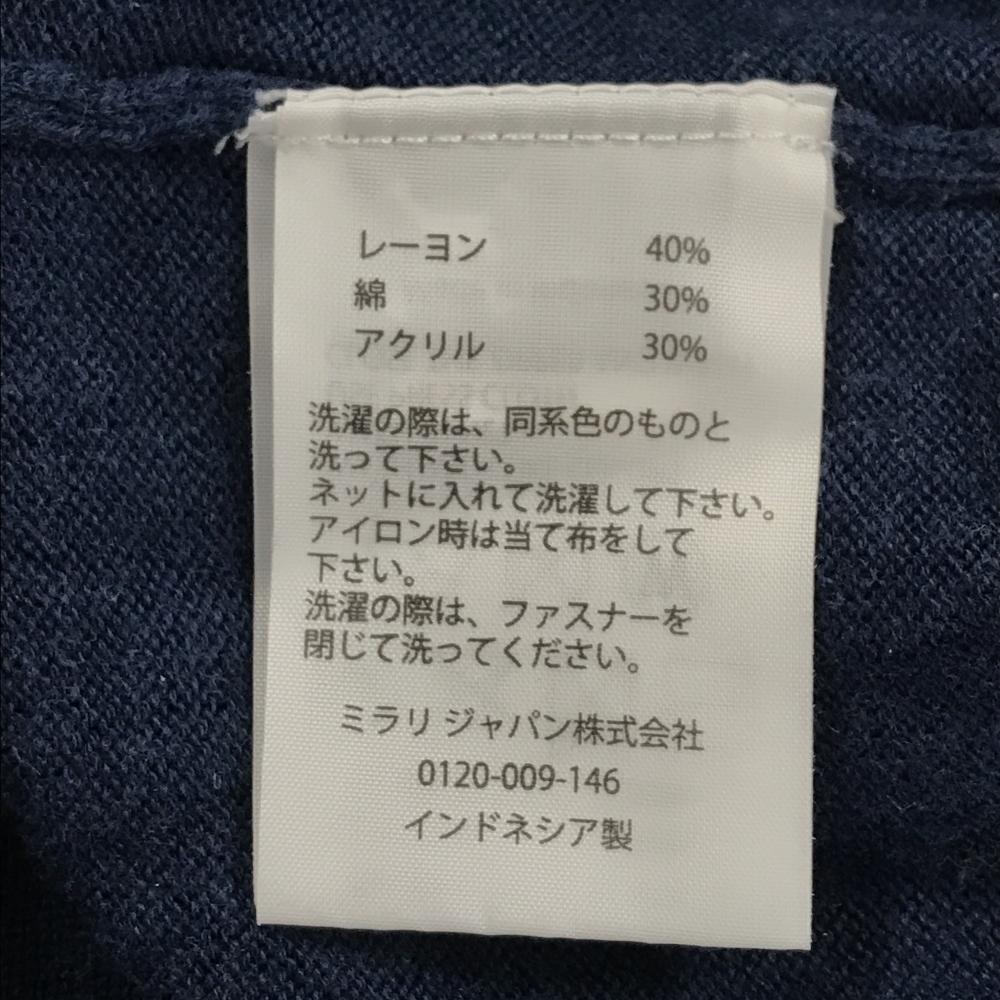 レーヨン 40%
綿 30%
アクリル 30%
洗濯の際は、同系色のものと
洗って下さい。
ネットに入れて洗濯して下さい。
アイロン時は当て布をして
下さい。
洗濯の際は、ファスナーを
閉じて洗ってください。
ミラリ ジャパン株式会社
0120-009-146
インドネシア製